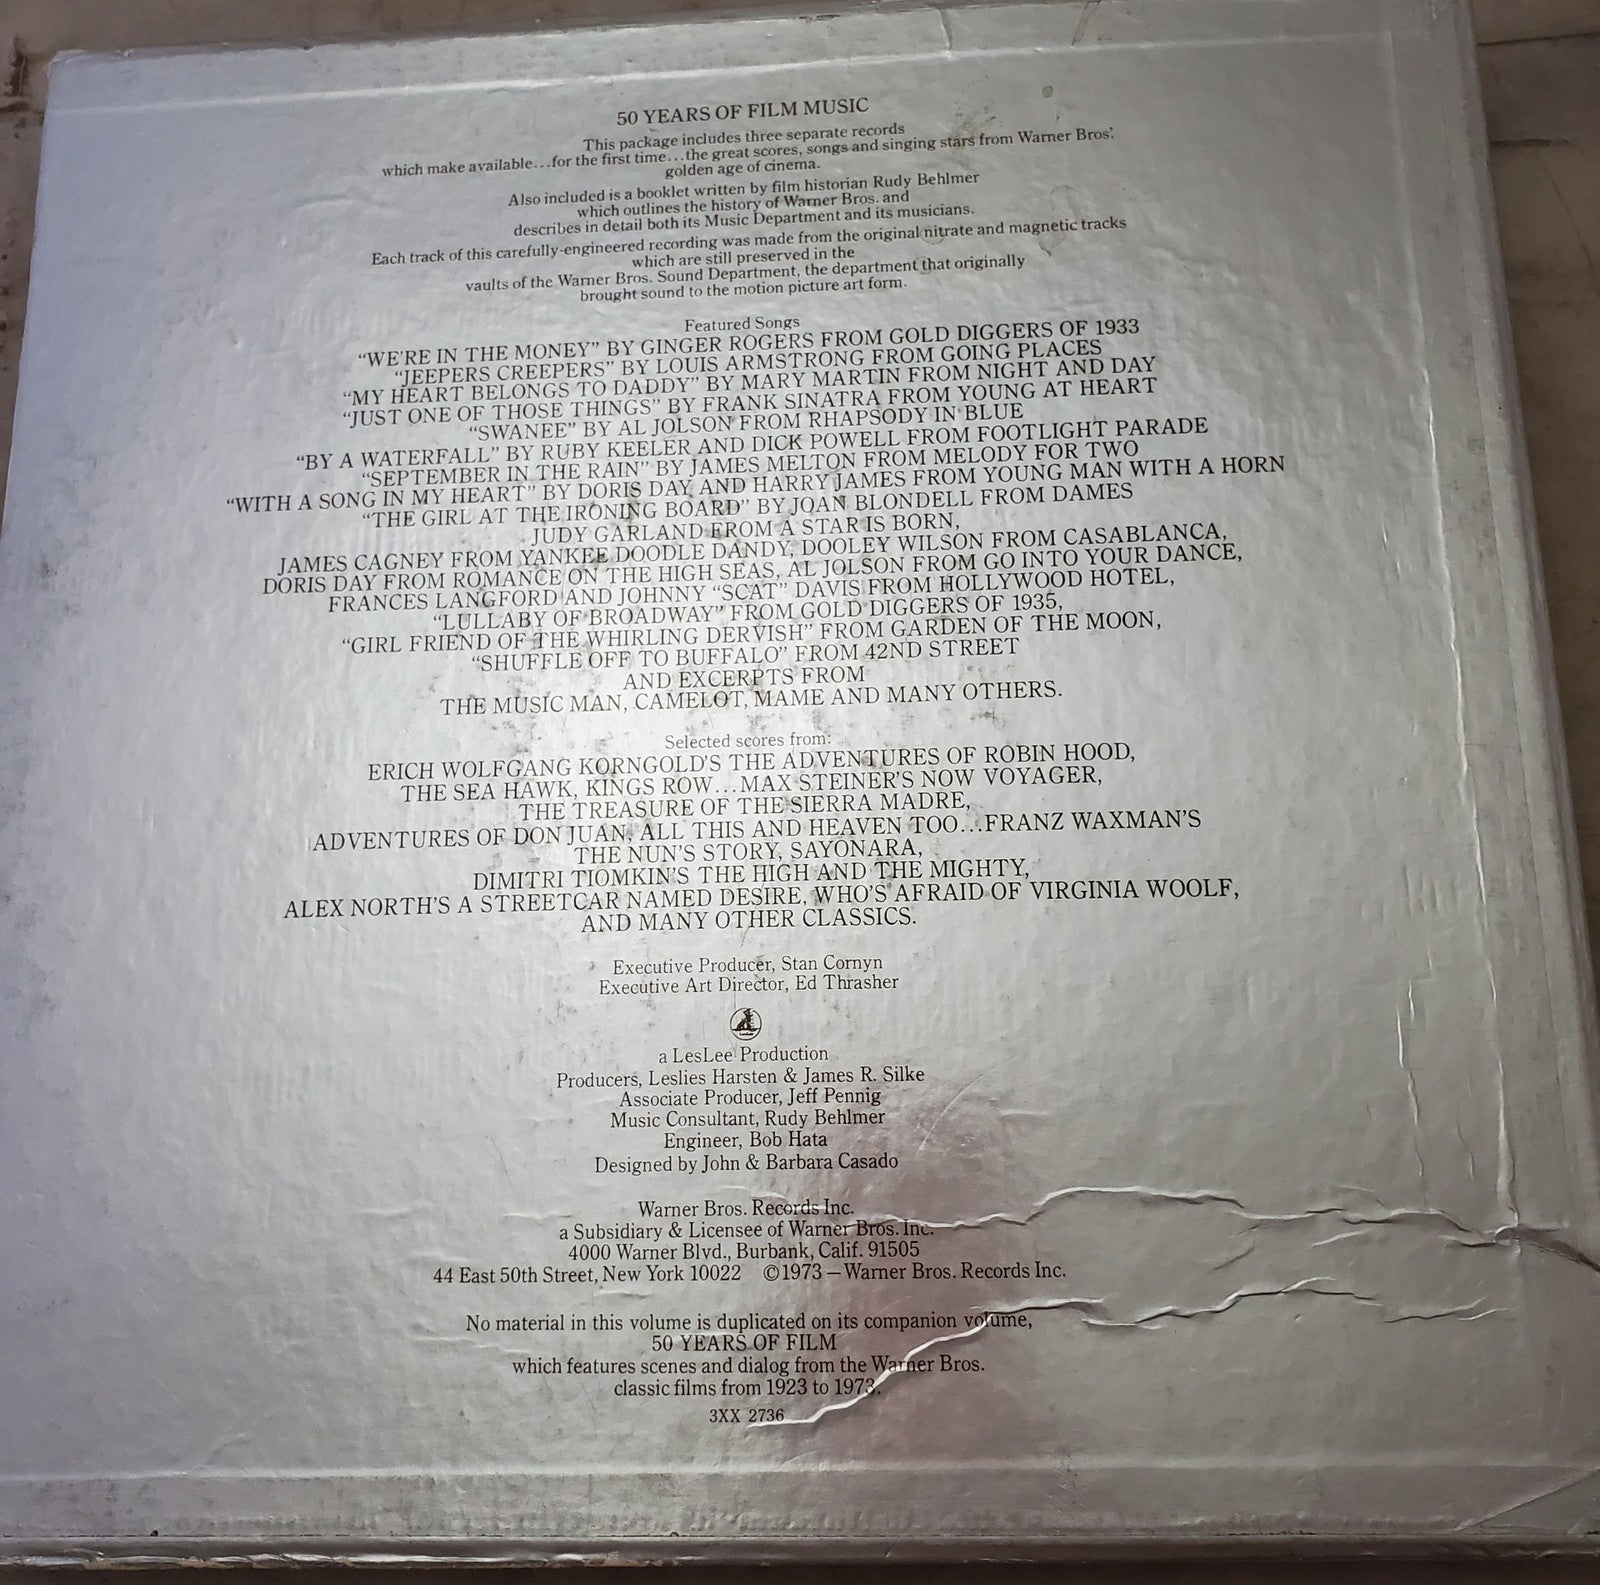 50 YEARS OF FILM MUSIC
This package includes three separate records
which make available...for the first time...the great scores, songs and singing stars from Warner Bros.'
golden age of cinema.
Also included is a booklet written by film historian Rudy Behlmer
which outlines the history of Warner Bros. and
describes in detail both its Music Department and its musicians.
Each track of this carefully-engineered recording was made from the original nitrate and magnetic tracks
which are still preserved in the
vaults of the Warner Bros. Sound Department, the department that originally
brought sound to the motion picture art form.
Featured Songs
"WE'RE IN THE MONEY" BY GINGER ROGERS FROM GOLD DIGGERS OF 1933
"JEEPERS CREEPERS" BY LOUIS ARMSTRONG FROM GOING PLACES
"MY HEART BELONGS TO DADDY" BY MARY MARTIN FROM NIGHT AND DAY
"JUST ONE OF THOSE THINGS" BY FRANK SINATRA FROM YOUNG AT HEART
"SWANEE" BY AL JOLSON FROM RHAPSODY IN BLUE
"BY A WATERFALL" BY RUBY KEELER AND DICK POWELL FROM FOOTLIGHT PARADE
"SEPTEMBER IN THE RAIN" BY JAMES MELTON FROM MELODY FOR TWO
"WITH A SONG IN MY HEART" BY DORIS DAY AND HARRY JAMES FROM YOUNG MAN WITH A HORN
"THE GIRL AT THE IRONING BOARD" BY JOAN BLONDELL FROM DAMES
JUDY GARLAND FROM A STAR IS BORN,
JAMES CAGNEY FROM YANKEE DOODLE DANDY, DOOLEY WILSON FROM CASABLANCA,
DORIS DAY FROM ROMANCE ON THE HIGH SEAS, AL JOLSON FROM GO INTO YOUR DANCE,
FRANCES LANGFORD AND JOHNNY "SCAT" DAVIS FROM HOLLYWOOD HOTEL,
"LULLABY OF BROADWAY" FROM GOLD DIGGERS OF 1935,
"GIRL FRIEND OF THE WHIRLING DERVISH" FROM GARDEN OF THE MOON,
"SHUFFLE OFF TO BUFFALO" FROM 42ND STREET
AND EXCERPTS FROM
THE MUSIC MAN, CAMELOT, MAME AND MANY OTHERS.
Selected scores from:
ERICH WOLFGANG KORNGOLD'S THE ADVENTURES OF ROBIN HOOD,
THE SEA HAWK, KINGS ROW...MAX STEINER'S NOW VOYAGER,
THE TREASURE OF THE SIERRA MADRE,
ADVENTURES OF DON JUAN, ALL THIS AND HEAVEN TOO...FRANZ WAXMAN'S
THE NUN'S STORY, SAYONARA,
DIMITRI TIOMKIN'S THE HIGH AND THE MIGHTY,
ALEX NORTH'S A STREETCAR NAMED DESIRE, WHO'S AFRAID OF VIRGINIA WOOLF,
AND MANY OTHER CLASSICS.
Executive Producer, Stan Cornyn
Executive Art Director, Ed Thrasher
a LesLee Production
Producers, Leslies Harsten & James R. Silke
Associate Producer, Jeff Pennig
Music Consultant, Rudy Behlmer
Engineer, Bob Hata
Designed by John & Barbara Casado
Warner Bros. Records Inc.
a Subsidiary & Licensee of Warner Bros. Inc.
4000 Warner Blvd., Burbank, Calif. 91505
44 East 50th Street, New York 10022 ©1973—Warner Bros. Records Inc.
No material in this volume is duplicated on its companion volume,
50 YEARS OF FILM
which features scenes and dialog from the Warner Bros.
classic films from 1923 to 1973.
3XX 2736